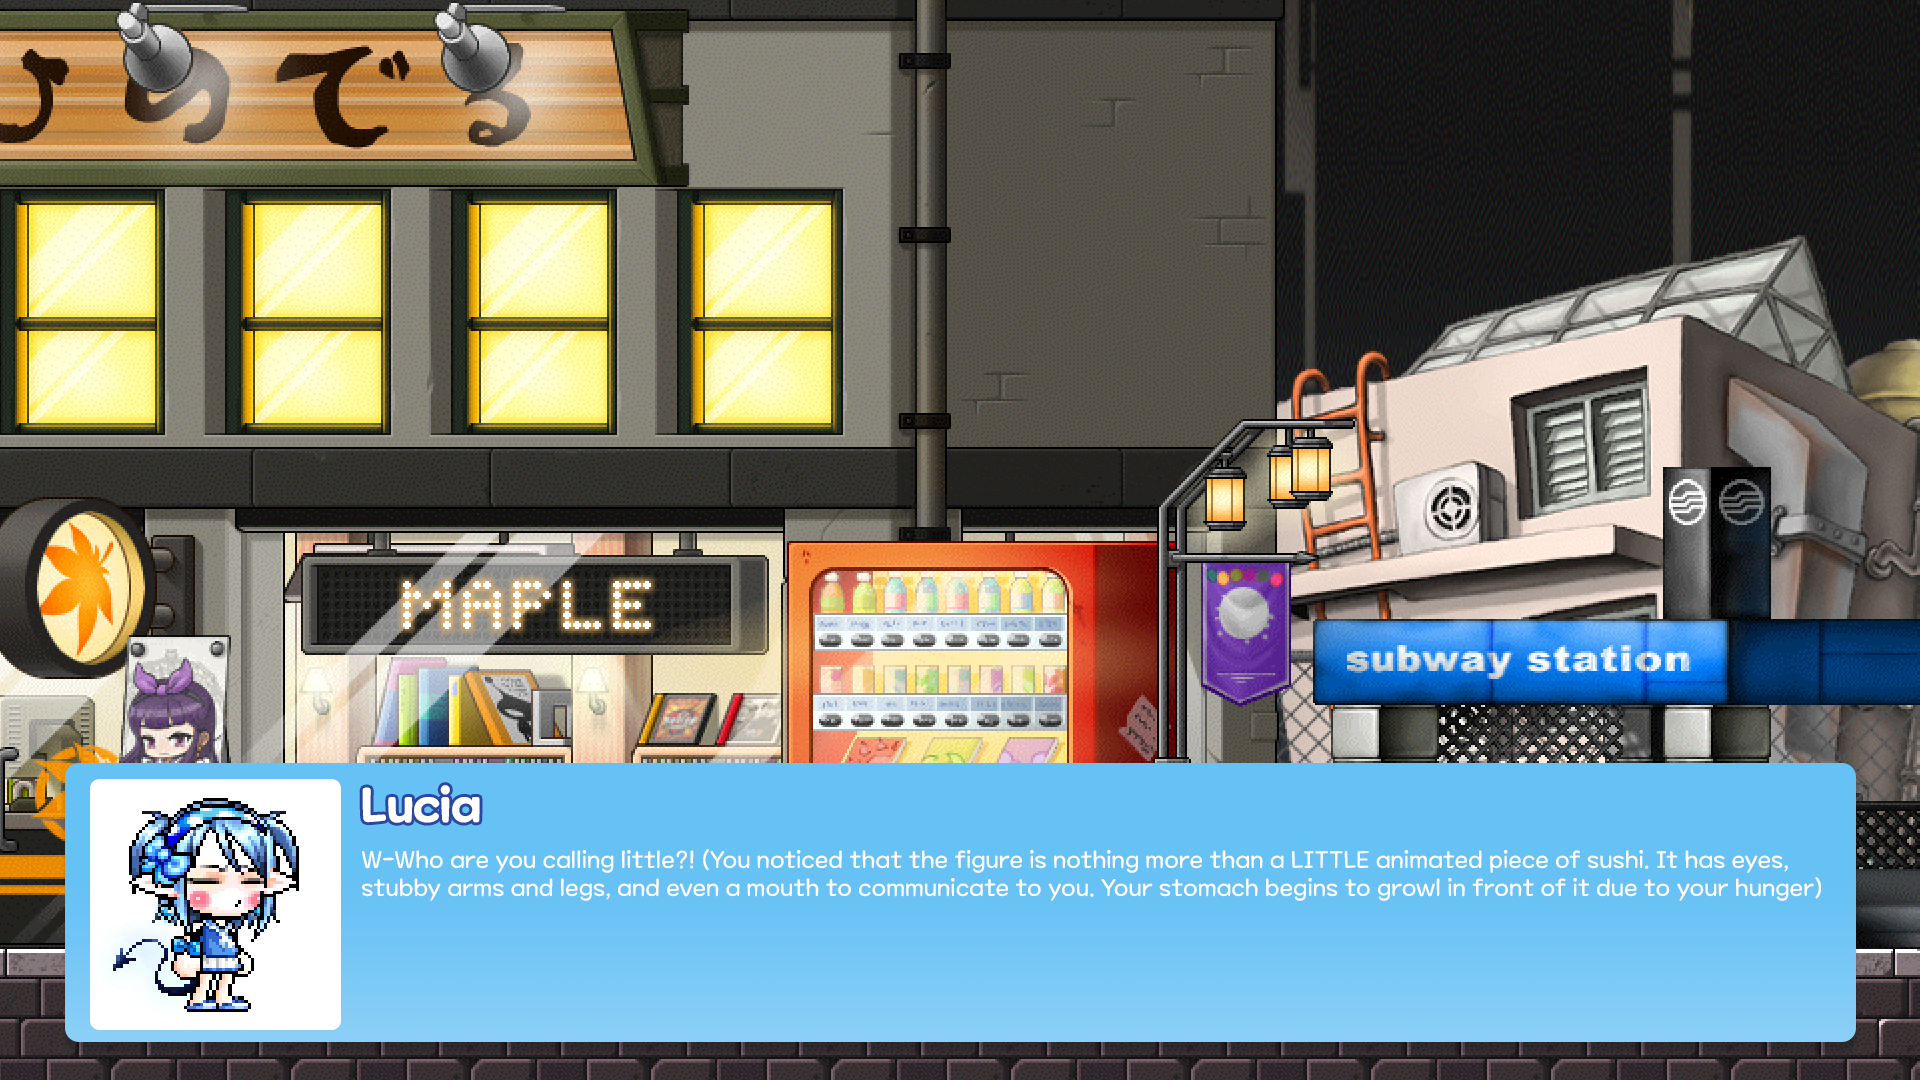 めでる
MAPLE
subway station
Lucia
W-Who are you calling little?! (You noticed that the figure is nothing more than a LITTLE animated piece of sushi. It has eyes,
stubby arms and legs, and even a mouth to communicate to you. Your stomach begins to growl in front of it due to your hunger)